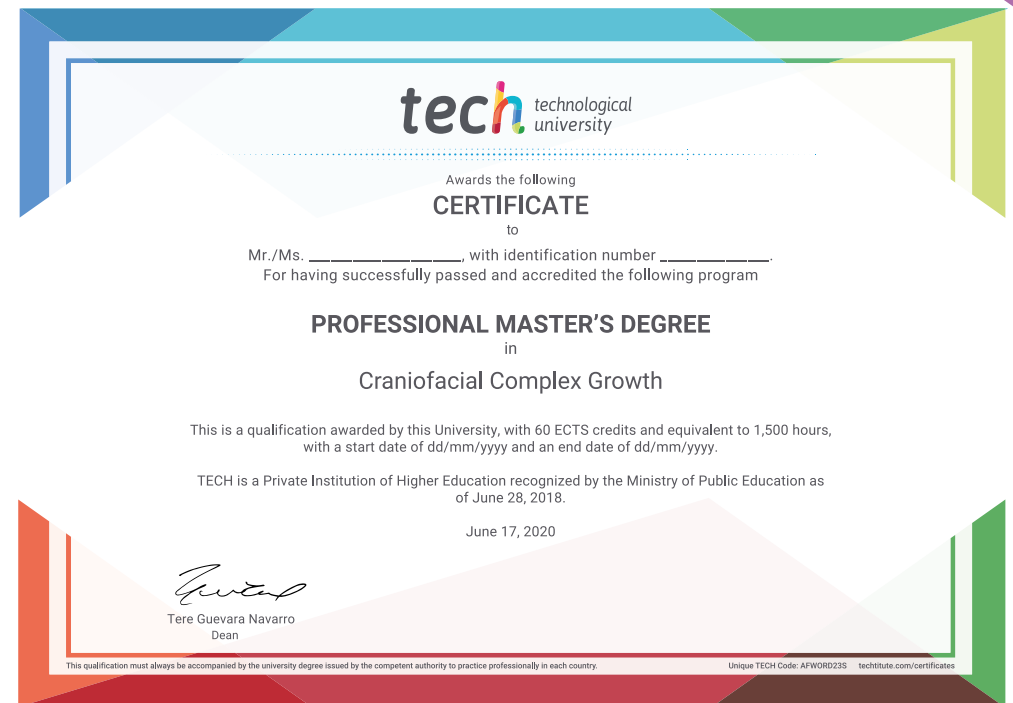 tech technological
university
Awards the following
CERTIFICATE
to
Mr./Ms. ____________________, with identification number ______________.
For having successfully passed and accredited the following program
PROFESSIONAL MASTER’S DEGREE
in
Craniofacial Complex Growth
This is a qualification awarded by this University, with 60 ECTS credits and equivalent to 1,500 hours,
with a start date of dd/mm/yyyy and an end date of dd/mm/yyyy.
TECH is a Private Institution of Higher Education recognized by the Ministry of Public Education as
of June 28, 2018.
June 17, 2020
Tere Guevara Navarro
Dean
This qualification must always be accompanied by the university degree issued by the competent authority to practice professionally in each country.
Unique TECH Code: AFWORD23S techtitute.com/certificates